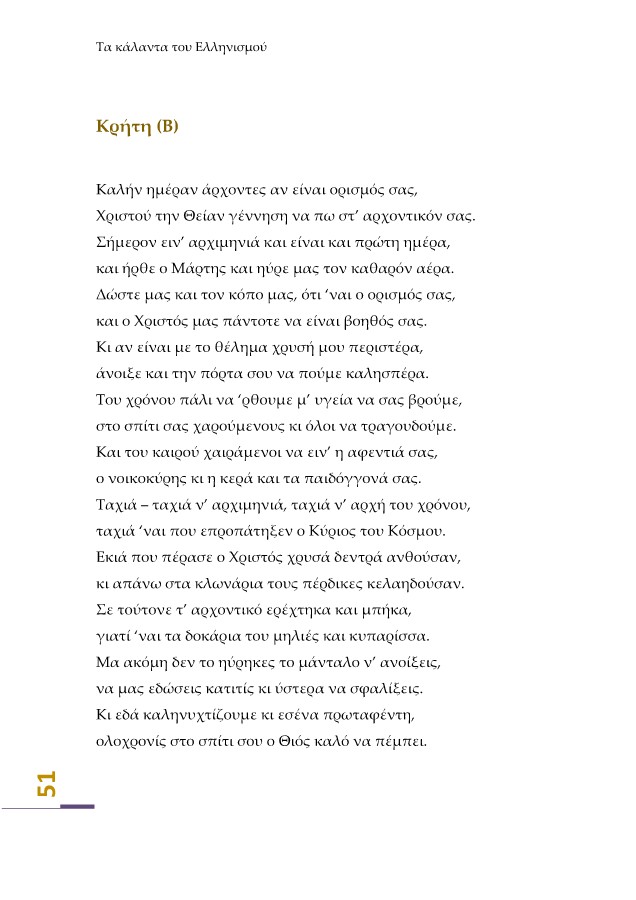 Τα κάλαντα του Ελληνισμού
Κρήτη (Β)
Καλήν ημέραν άρχοντες αν είναι ορισμός σας,
Χριστού την Θείαν γέννηση να πω στ’ αρχοντικόν σας.
Σήμερον ειν’ αρχιμηνιά και είναι και πρώτη ημέρα,
και ήρθε ο Μάρτης και ηύρε μας τον καθαρόν αέρα.
Δώστε μας και τον κόπο μας, ότι ‘ναι ο ορισμός σας,
και ο Χριστός μας πάντοτε να είναι βοηθός σας.
Κι αν είναι με το θέλημα χρυσή μου περιστέρα,
άνοιξε και την πόρτα σου να πούμε καλησπέρα.
Του χρόνου πάλι να ‘ρθουμε μ’ υγεία να σας βρούμε,
στο σπίτι σας χαρούμενους κι όλοι να τραγουδούμε.
Και του καιρού χαιράμενοι να ειν’ η αφεντιά σας,
ο νοικοκύρης κι η κερά και τα παιδόγγονά σας.
Ταχιά – ταχιά ν’ αρχιμηνιά, ταχιά ν’ αρχή του χρόνου,
ταχιά ‘ναι που επροπάτηξεν ο Κύριος του Κόσμου.
Εκιά που πέρασε ο Χριστός χρυσά δεντρά ανθούσαν,
κι απάνω στα κλωνάρια τους πέρδικες κελαηδούσαν.
Σε τούτονε τ’ αρχοντικό ερέχτηκα και μπήκα,
γιατί ‘ναι τα δοκάρια του μηλιές και κυπαρίσσα.
Μα ακόμη δεν το ηύρηκες το μάνταλο ν’ ανοίξεις,
να μας εδώσεις κατιτίς κι ύστερα να σφαλίξεις.
Κι εδά καληνυχτίζουμε κι εσένα πρωταφέντη,
ολοχρονίς στο σπίτι σου ο Θιός καλό να πέμπει.
51